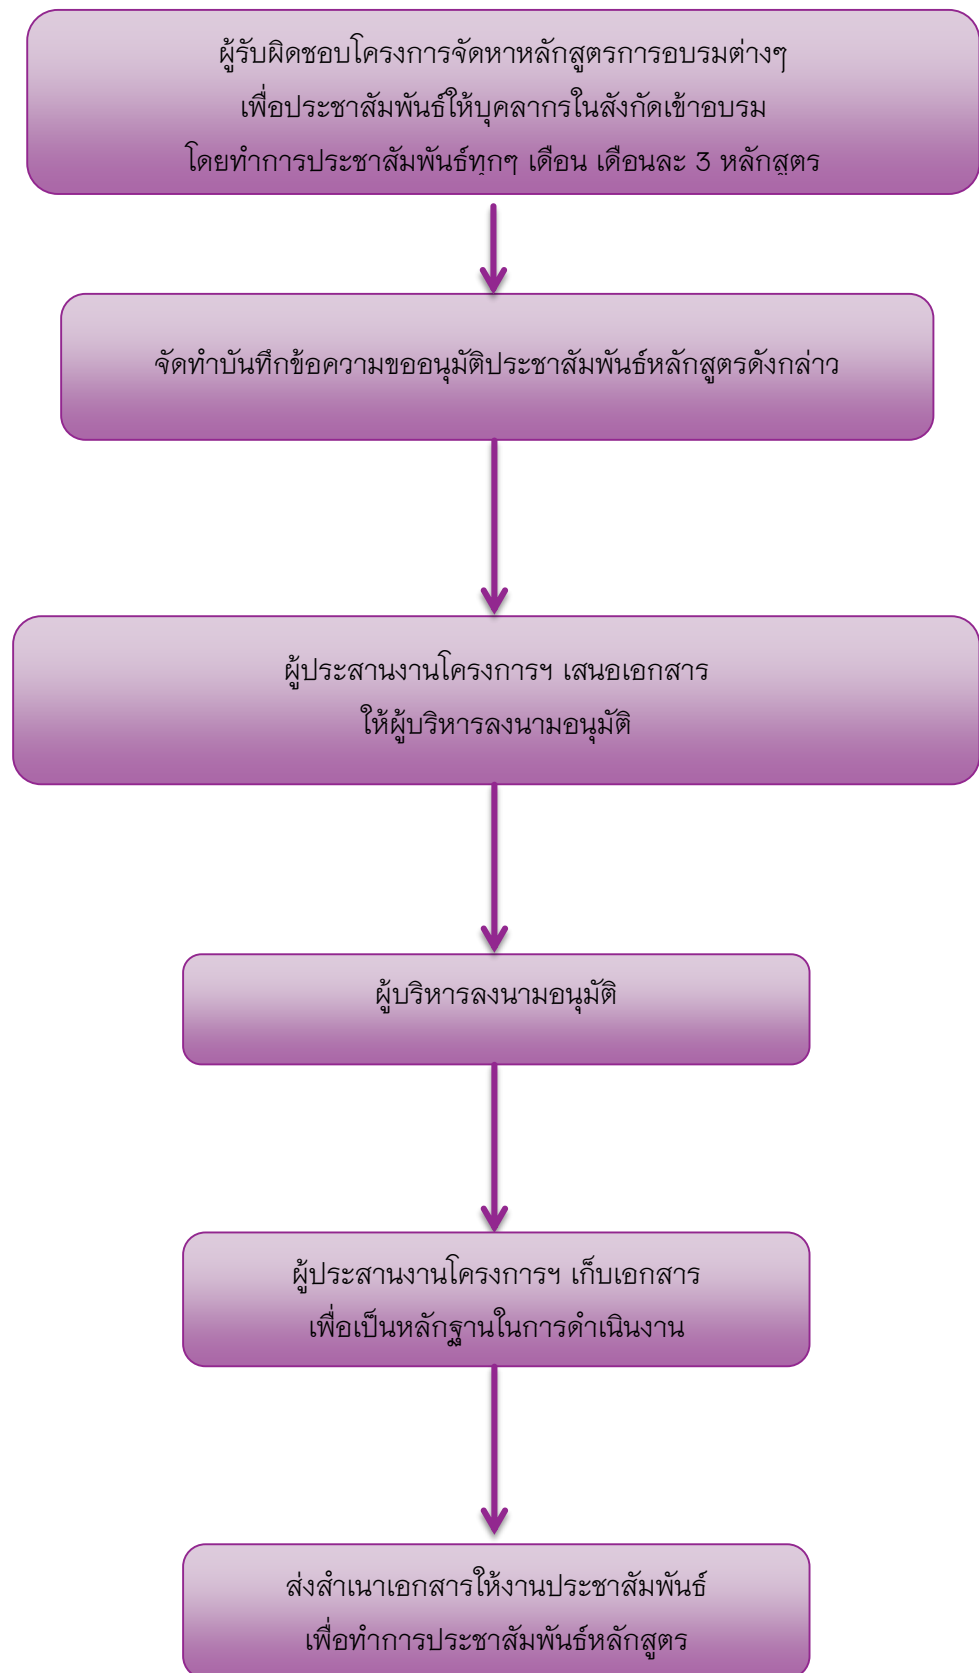 ผู้รับผิดชอบโครงการจัดหาหลักสูตรการอบรมต่างๆ
เพื่อประชาสัมพันธ์ให้บุคลากรในสังกัดเข้าอบรม
โดยทำการประชาสัมพันธ์ทุกๆ เดือน เดือนละ 3 หลักสูตร
จัดทำบันทึกข้อความขออนุมัติประชาสัมพันธ์หลักสูตรดังกล่าว
ผู้ประสานงานโครงการฯ เสนอเอกสาร
ให้ผู้บริหารลงนามอนุมัติ
ผู้บริหารลงนามอนุมัติ
ผู้ประสานงานโครงการฯ เก็บเอกสาร
เพื่อเป็นหลักฐานในการดำเนินงาน
ส่งสำเนาเอกสารให้งานประชาสัมพันธ์
เพื่อทำการประชาสัมพันธ์หลักสูตร